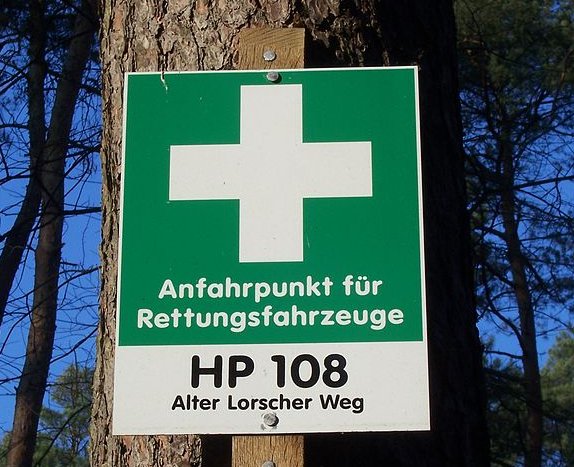 Anfahrpunkt für
Rettungsfahrzeuge
HP 108
Alter Lorscher Weg